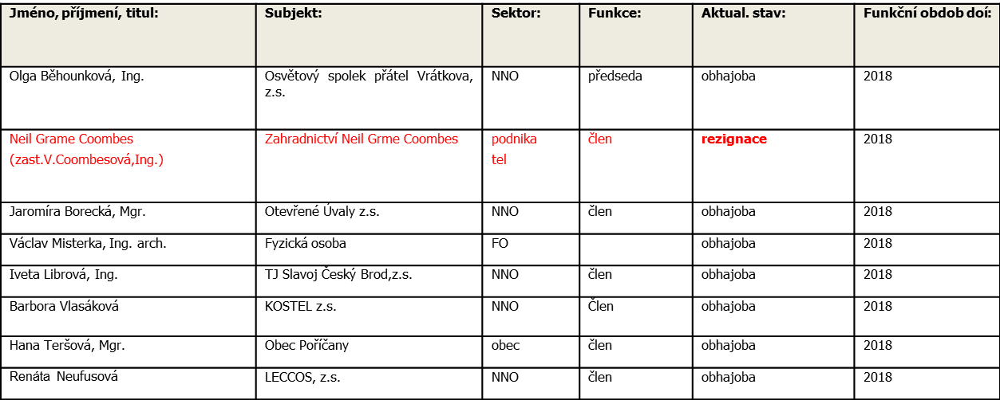 Jméno, příjmení, titul: Subjekt: Sektor: Funkce: Aktual. stav: Funkční obdob doí:
Olga Běhounková, Ing. Osvětový spolek přátel Vrátkova, NNO předseda obhajoba 2018
z.s.
Neil Grame Coombes Zahradnictví Neil Grme Coombes podnika člen rezignace 2018
(zast.V.Coombesová,Ing.) tel
Jaromíra Borecká, Mgr. Otevřené Úvaly z.s. NNO člen obhajoba 2018
Václav Misterka, Ing. arch. Fyzická osoba FO obhajoba 2018
Iveta Librová, Ing. TJ Slavoj Český Brod,z.s. NNO člen obhajoba 2018
Barbora Vlasáková KOSTEL z.s. NNO Člen obhajoba 2018
Hana Teršová, Mgr. Obec Poříčany obec člen obhajoba 2018
Renáta Neufusová LECCOS, z.s. NNO člen obhajoba 2018